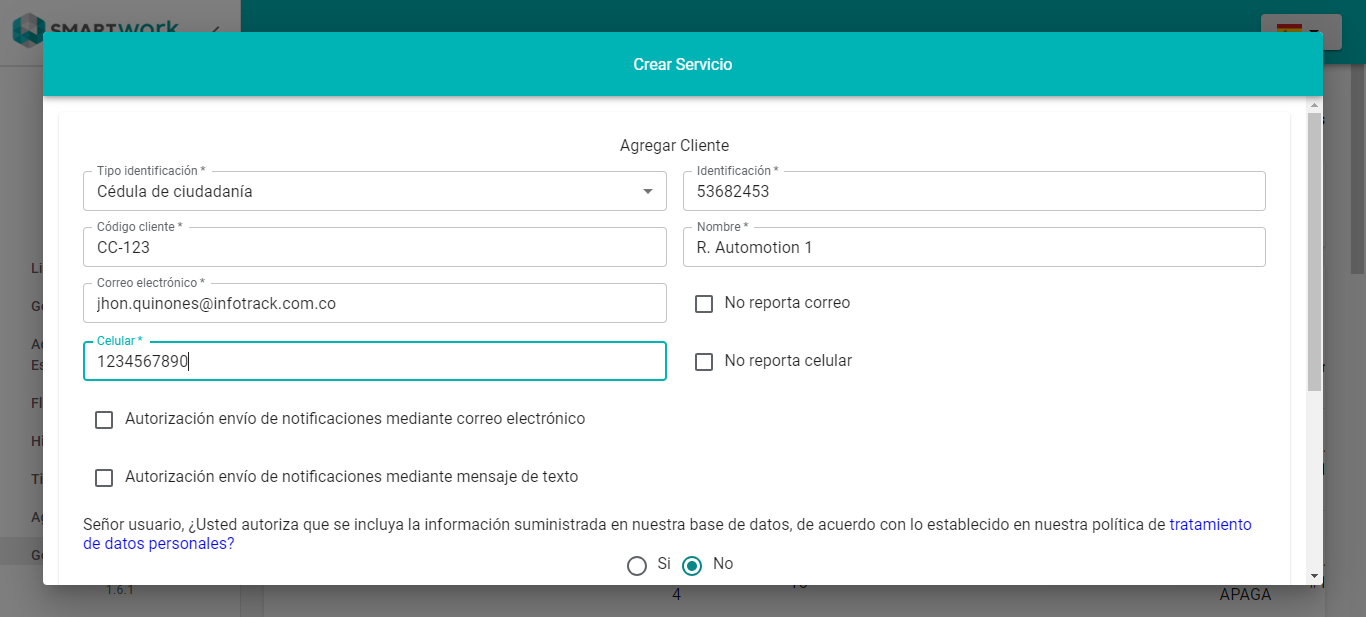 SMARTWORK
Crear Servicio
Agregar Cliente
Tipo identificación *
Cédula de ciudadanía
Identificación *
53682453
Código cliente *
CC-123
Nombre *
R. Automotion 1
Correo electrónico *
jhon.quinones@infotrack.com.co
No reporta correo
Celular *
1234567890
No reporta celular
Autorización envío de notificaciones mediante correo electrónico
Autorización envío de notificaciones mediante mensaje de texto
Señor usuario, ¿Usted autoriza que se incluya la información suministrada en nuestra base de datos, de acuerdo con lo establecido en nuestra política de tratamiento
de datos personales?
Si No
1.6.1
4
APAGA